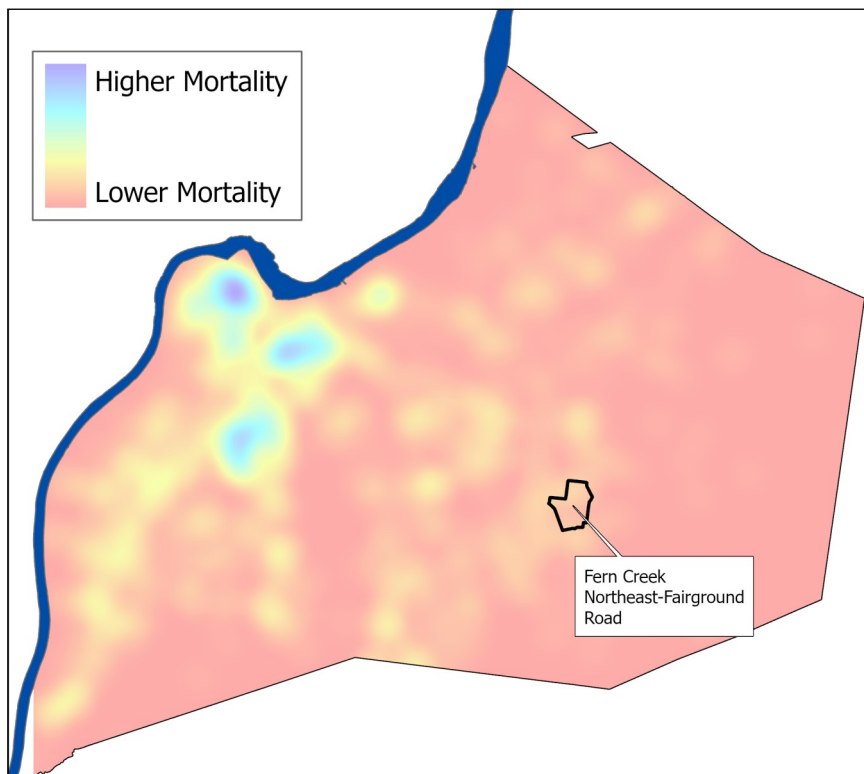 Higher Mortality
Lower Mortality
Fern Creek
Northeast-Fairground
Road